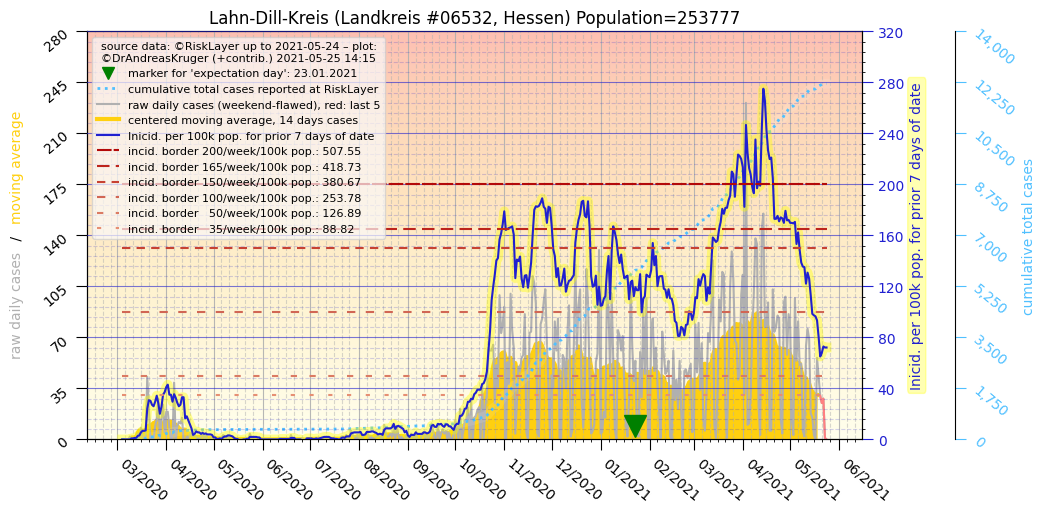 Lahn-Dill-Kreis (Landkreis #06532, Hessen) Population=253777
source data: ©RiskLayer up to 2021-05-24 – plot:
©DrAndreasKruger (+contrib.) 2021-05-25 14:15
marker for 'expectation day': 23.01.2021
cumulative total cases reported at RiskLayer
raw daily cases (weekend-flawed), red: last 5
centered moving average, 14 days cases
Inicid. per 100k pop. for prior 7 days of date
incid. border 200/week/100k pop.: 507.55
incid. border 165/week/100k pop.: 418.73
incid. border 150/week/100k pop.: 380.67
incid. border 100/week/100k pop.: 253.78
incid. border   50/week/100k pop.: 126.89
incid. border   35/week/100k pop.: 88.82
raw daily cases / moving average
280
245
210
175
140
105
70
35
0
320
280
240
200
160
120
80
40
0
Inicid. per 100k pop. for prior 7 days of date
14,000
12,250
10,500
8,750
7,000
5,250
3,500
1,750
0
cumulative total cases
03/2020
04/2020
05/2020
06/2020
07/2020
08/2020
09/2020
10/2020
11/2020
12/2020
01/2021
02/2021
03/2021
04/2021
05/2021
06/2021